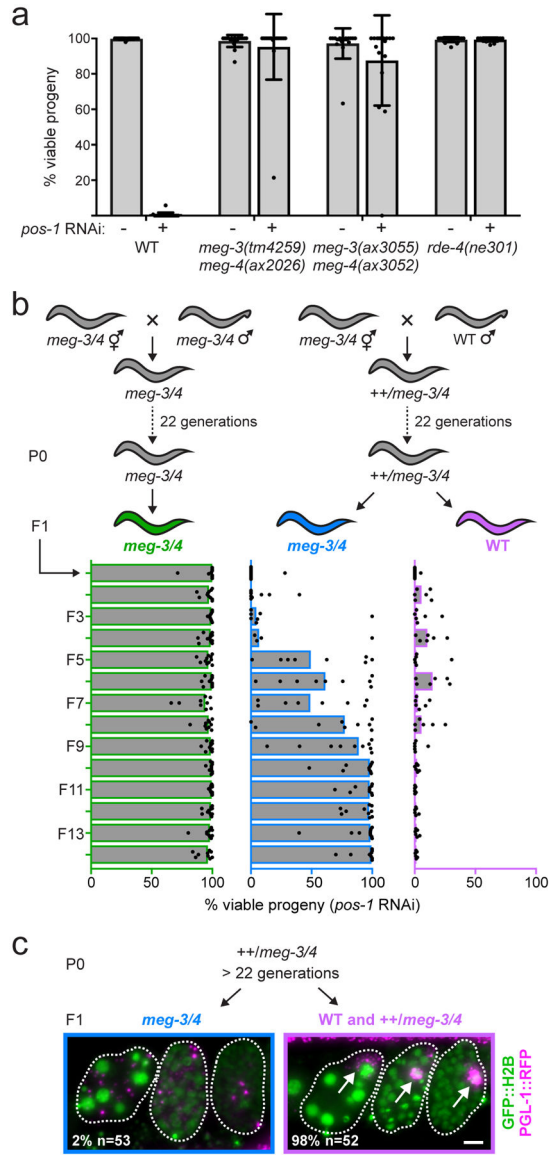 a
100
80
60
40
20
0
% viable progeny
pos-1 RNAi: - + - + - + - +
WT meg-3(tm4259) meg-3(ax3055) rde-4(ne301)
meg-4(ax2026) meg-4(ax3052)
b
meg-3/4 ⚥ × meg-3/4 ♂ meg-3/4 ⚥ × WT ♂
meg-3/4 ++/meg-3/4
22 generations 22 generations
P0 meg-3/4 ++/meg-3/4
F1 meg-3/4 meg-3/4 WT
F3
F5
F7
F9
F11
F13
0 50 100 0 50 100 0 50 100
% viable progeny (pos-1 RNAi)
c
P0 ++/meg-3/4
> 22 generations
F1 meg-3/4 WT and ++/meg-3/4
2% n=53 98% n=52
GFP::H2B
PGL-1::RFP